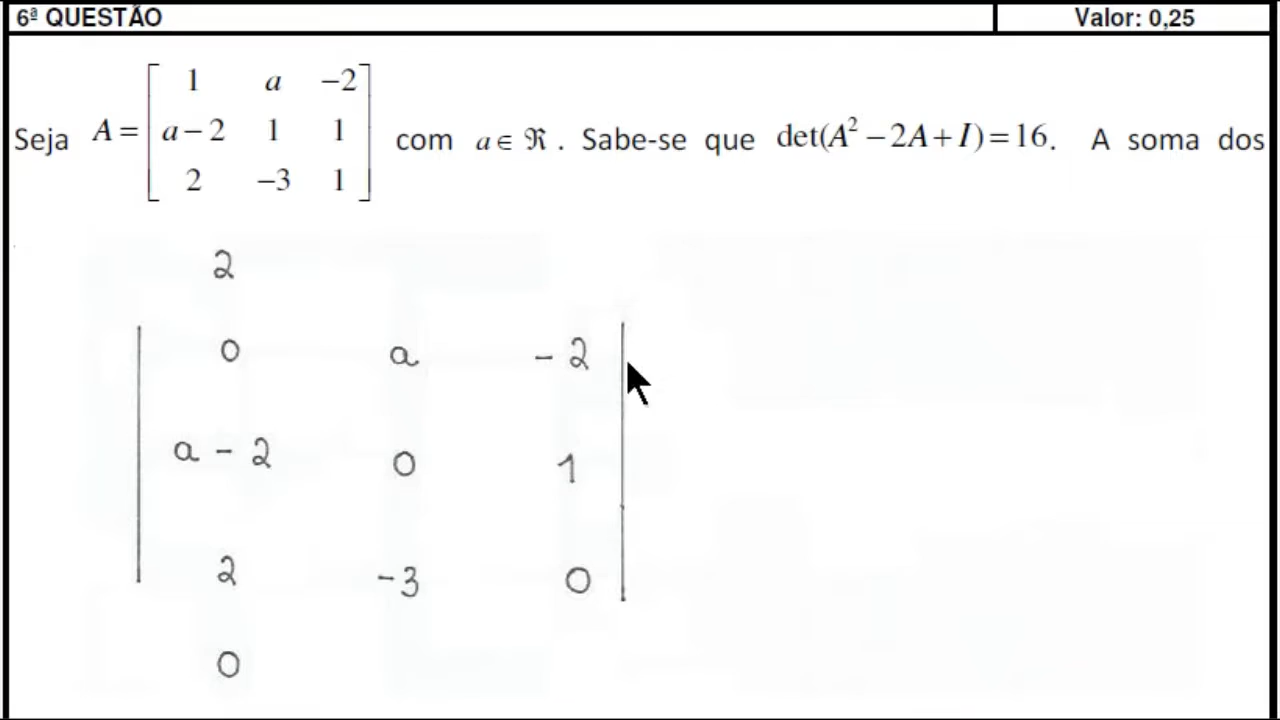 6ª QUESTÃO Valor: 0,25
Seja A = [ 1 a −2 ; a − 2 1 1 ; 2 −3 1 ] com a ∈ ℜ . Sabe-se que det(A² − 2A + I) = 16. A soma dos
2
0 a - 2
a - 2 0 1
2 -3 0
0